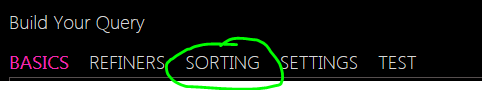 Build Your Query
BASICS REFINERS SORTING SETTINGS TEST